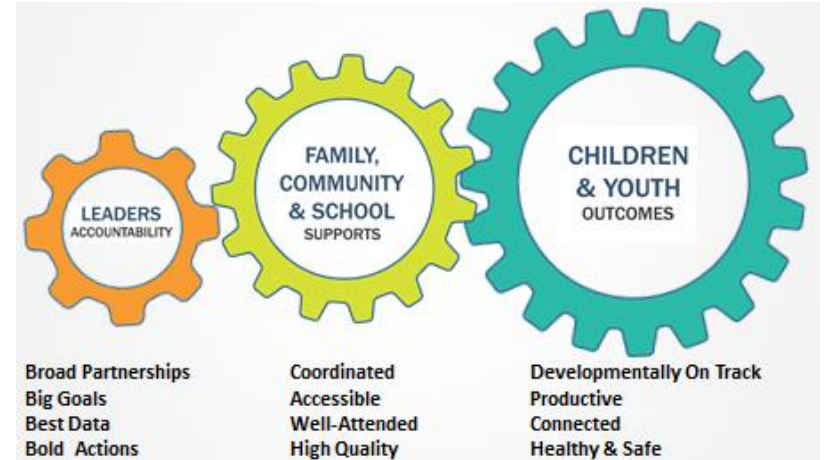 LEADERS
ACCOUNTABILITY
FAMILY,
COMMUNITY
& SCHOOL
SUPPORTS
CHILDREN
& YOUTH
OUTCOMES
Broad Partnerships
Big Goals
Best Data
Bold Actions
Coordinated
Accessible
Well-Attended
High Quality
Developmentally On Track
Productive
Connected
Healthy & Safe